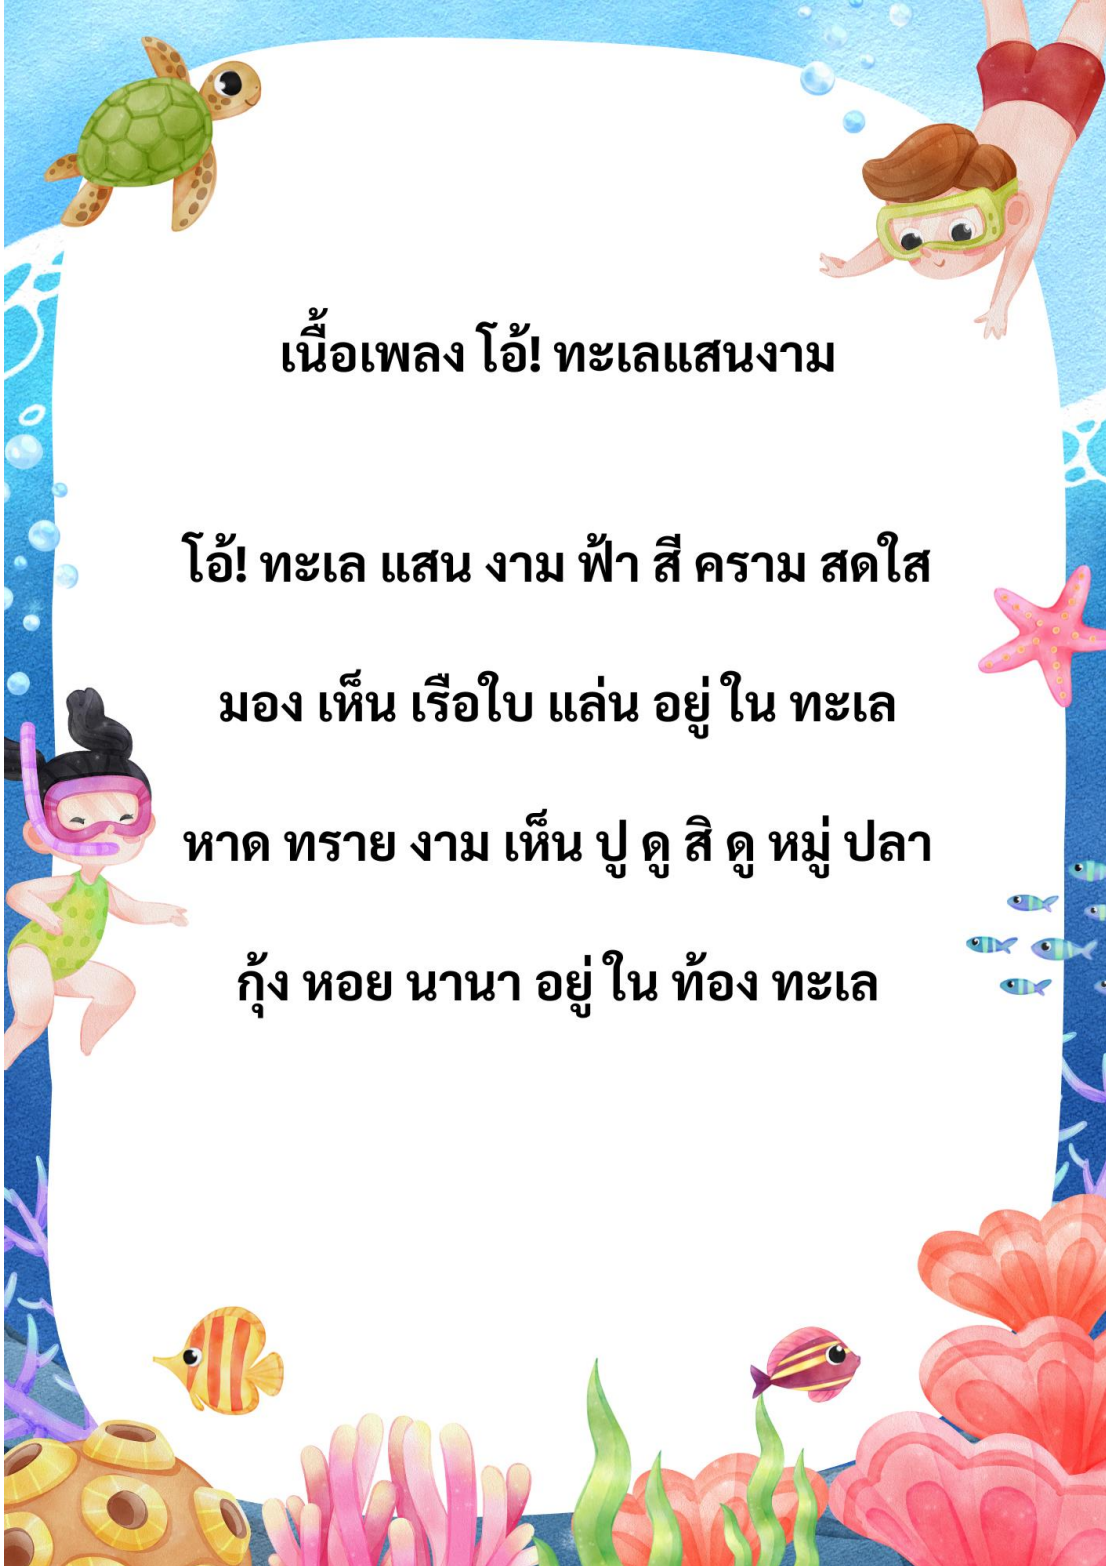 เนื้อเพลง โอ้! ทะเลแสนงาม
โอ้! ทะเล แสน งาม ฟ้า สี คราม สดใส
มอง เห็น เรือใบ แล่น อยู่ ใน ทะเล
หาด ทราย งาม เห็น ปู ดู สิ ดู หมู่ ปลา
กุ้ง หอย นานา อยู่ ใน ท้อง ทะเล